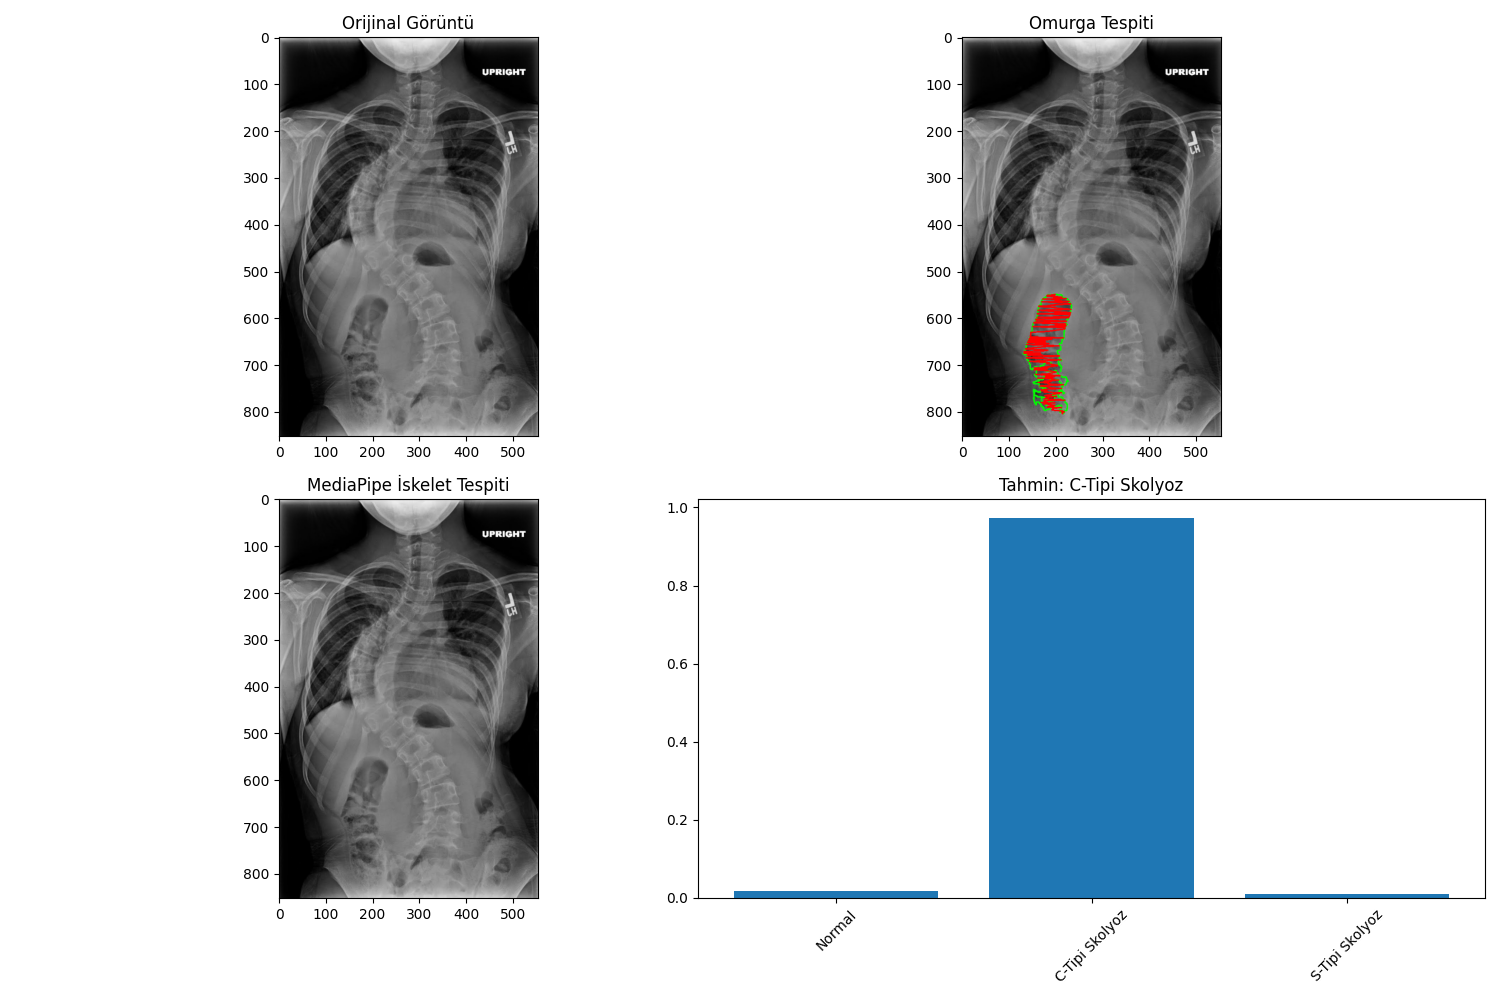 Orijinal Görüntü
0
100
200
300
400
500
600
700
800
UPRIGHT
L
LH
0 100 200 300 400 500
Omurga Tespiti
0
100
200
300
400
500
600
700
800
UPRIGHT
L
LH
0 100 200 300 400 500
MediaPipe İskelet Tespiti
0
100
200
300
400
500
600
700
800
UPRIGHT
L
LH
0 100 200 300 400 500
Tahmin: C-Tipi Skolyoz
1.0
0.8
0.6
0.4
0.2
0.0
Normal
C-Tipi Skolyoz
S-Tipi Skolyoz